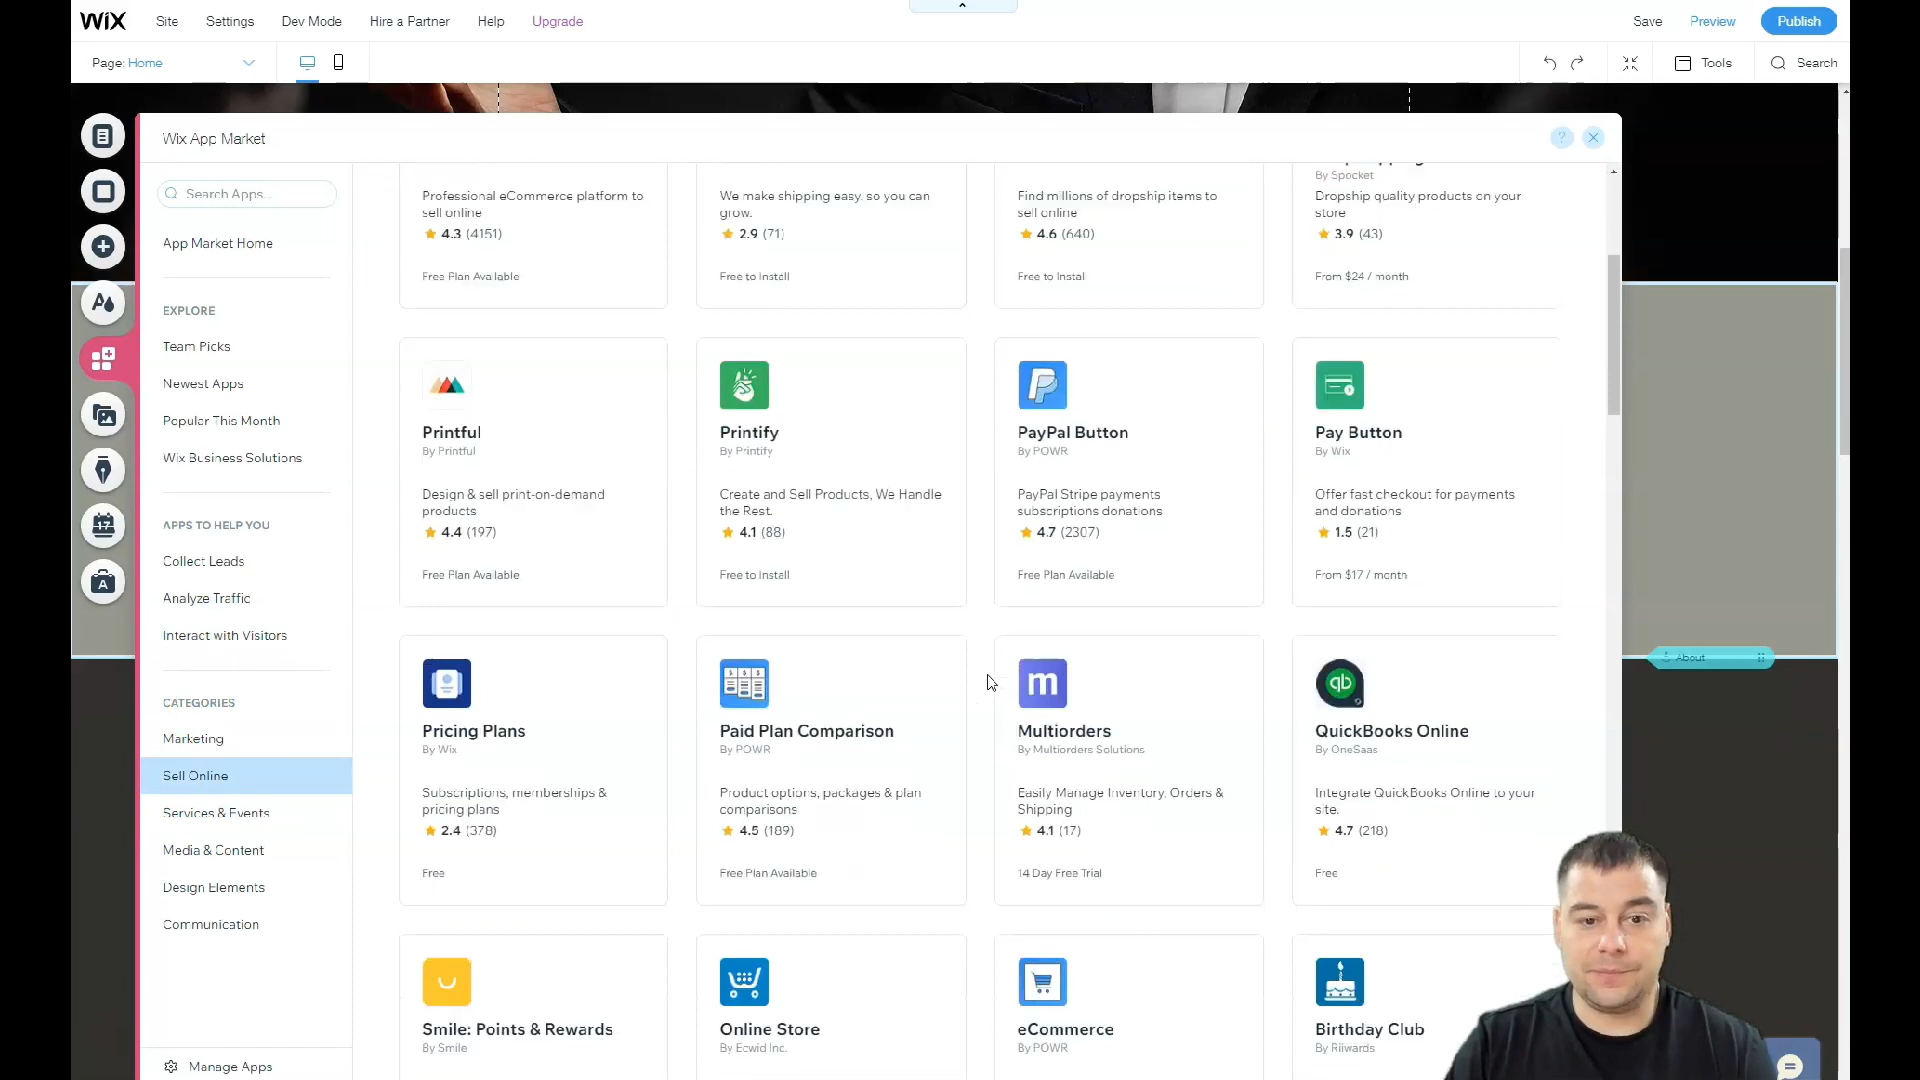 WiX Site Settings Dev Mode Hire a Partner Help Upgrade Save Preview Publish
Page: Home Tools Search
Wix App Market ?
Search Apps...
App Market Home
EXPLORE
Team Picks
Newest Apps
Popular This Month
Wix Business Solutions
APPS TO HELP YOU
Collect Leads
Analyze Traffic
Interact with Visitors
CATEGORIES
Marketing
Sell Online
Services & Events
Media & Content
Design Elements
Communication
Manage Apps
Professional eCommerce platform to
sell online
4.3 (4151)
Free Plan Available
We make shipping easy, so you can
grow.
2.9 (71)
Free to Install
Find millions of dropship items to
sell online
4.6 (640)
Free to Instal
By Spocket
Dropship quality products on your
store
3.9 (43)
From $24 / month
Printful
By Printful
Design & sell print-on-demand
products
4.4 (197)
Free Plan Available
Printify
By Printify
Create and Sell Products, We Handle
the Rest.
4.1 (88)
Free to Install
PayPal Button
By POWR
PayPal Stripe payments
subscriptions donations
4.7 (2307)
Free Plan Available
Pay Button
By Wix
Offer fast checkout for payments
and donations
1.5 (21)
From $17 / month
Pricing Plans
By Wix
Subscriptions, memberships &
pricing plans
2.4 (378)
Free
Paid Plan Comparison
By POWR
Product options, packages & plan
comparisons
4.5 (189)
Free Plan Available
m
Multiorders
By Multiorders Solutions
Easily Manage Inventory, Orders &
Shipping
4.1 (17)
14 Day Free Trial
qb
QuickBooks Online
By OneSaas
Integrate QuickBooks Online to your
site.
4.7 (218)
Free
Smile: Points & Rewards
By Smile
Online Store
By Ecwid Inc.
eCommerce
By POWR
Birthday Club
By Riiwards
About
17
A